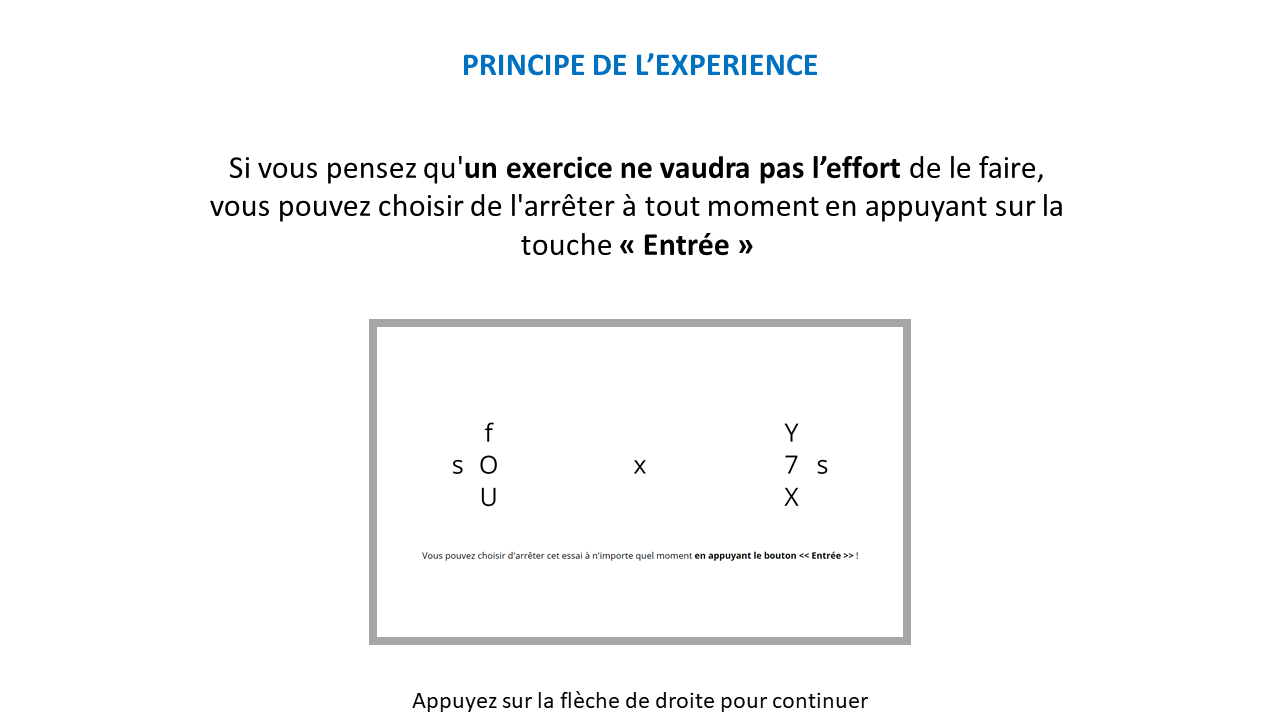 PRINCIPE DE L’EXPERIENCE
Si vous pensez qu'un exercice ne vaudra pas l’effort de le faire,
vous pouvez choisir de l'arrêter à tout moment en appuyant sur la
touche « Entrée »
f Y
s O x 7 s
U X
Vous pouvez choisir d'arrêter cet essai à n'importe quel moment en appuyant le bouton << Entrée >> !
Appuyez sur la flèche de droite pour continuer